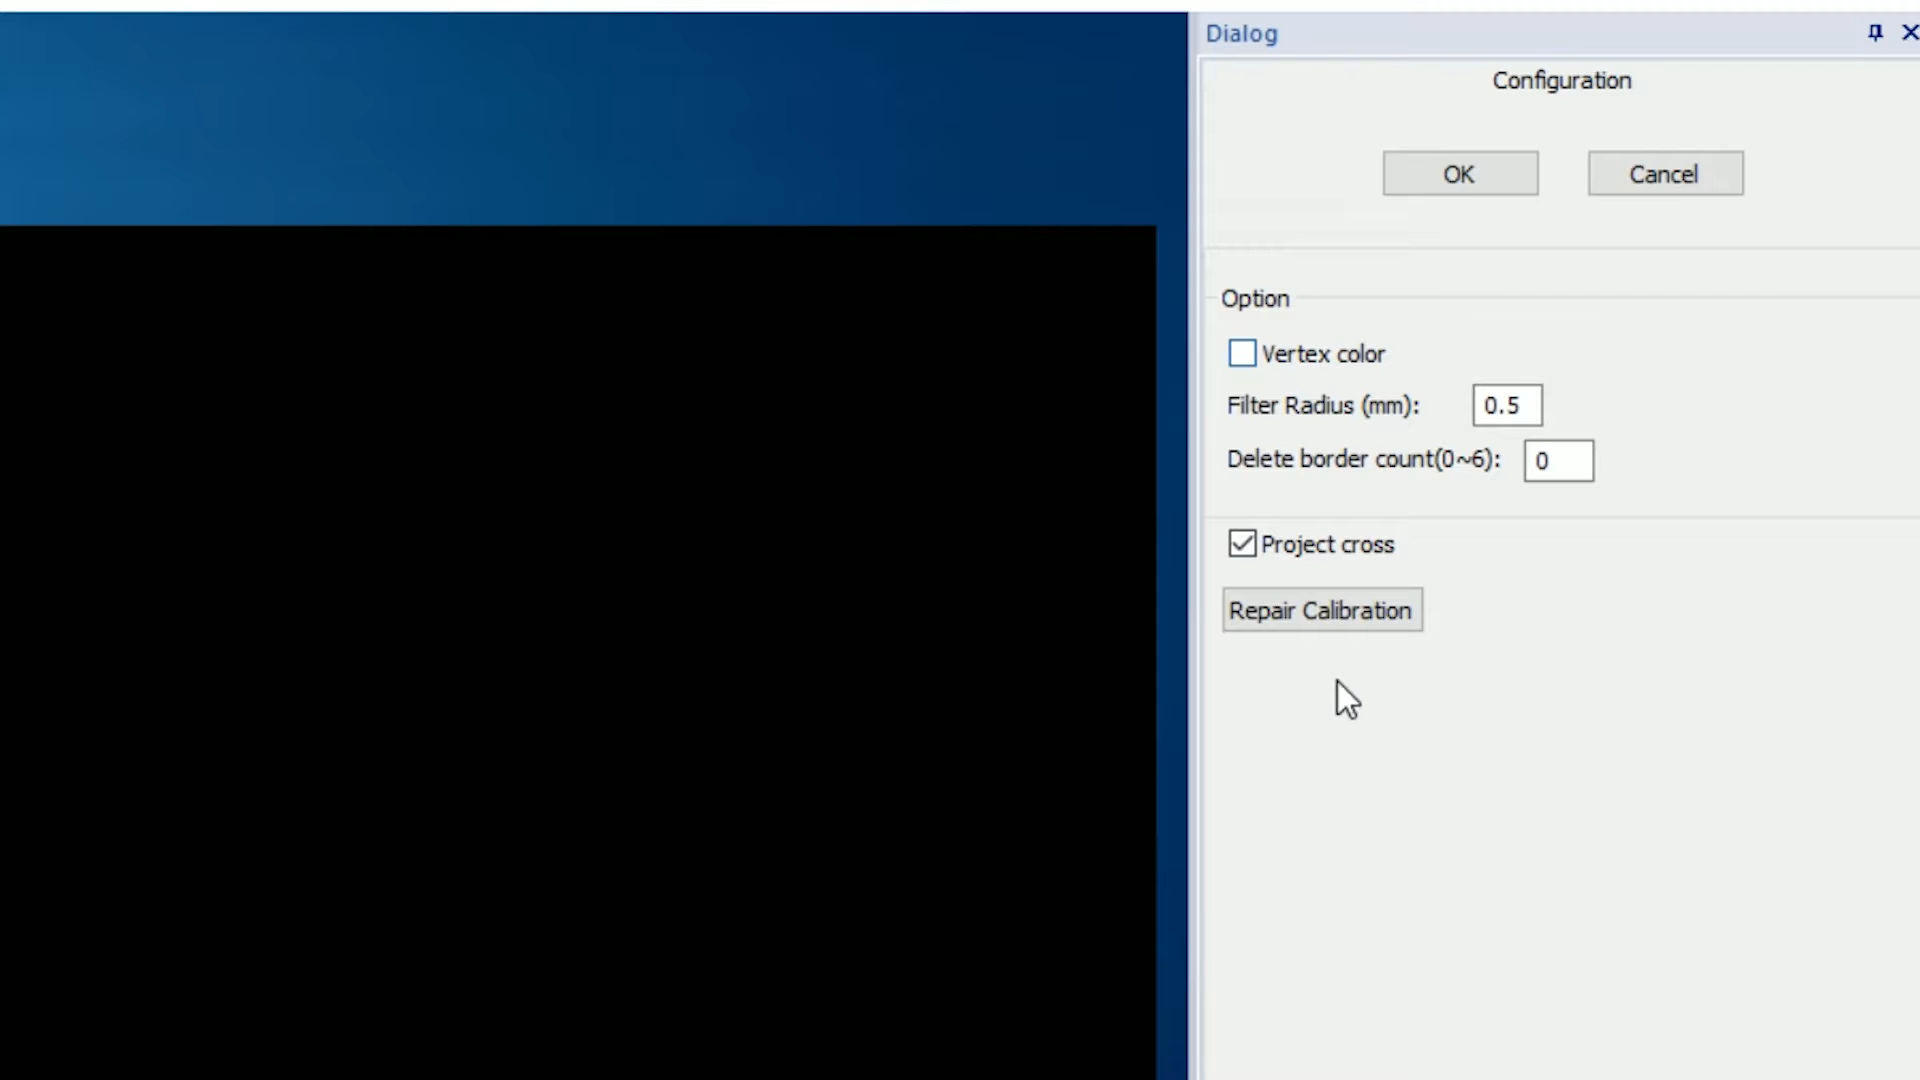 Dialog
Configuration
OK Cancel
Option
Vertex color
Filter Radius (mm): 0.5
Delete border count(0~6): 0
Project cross
Repair Calibration